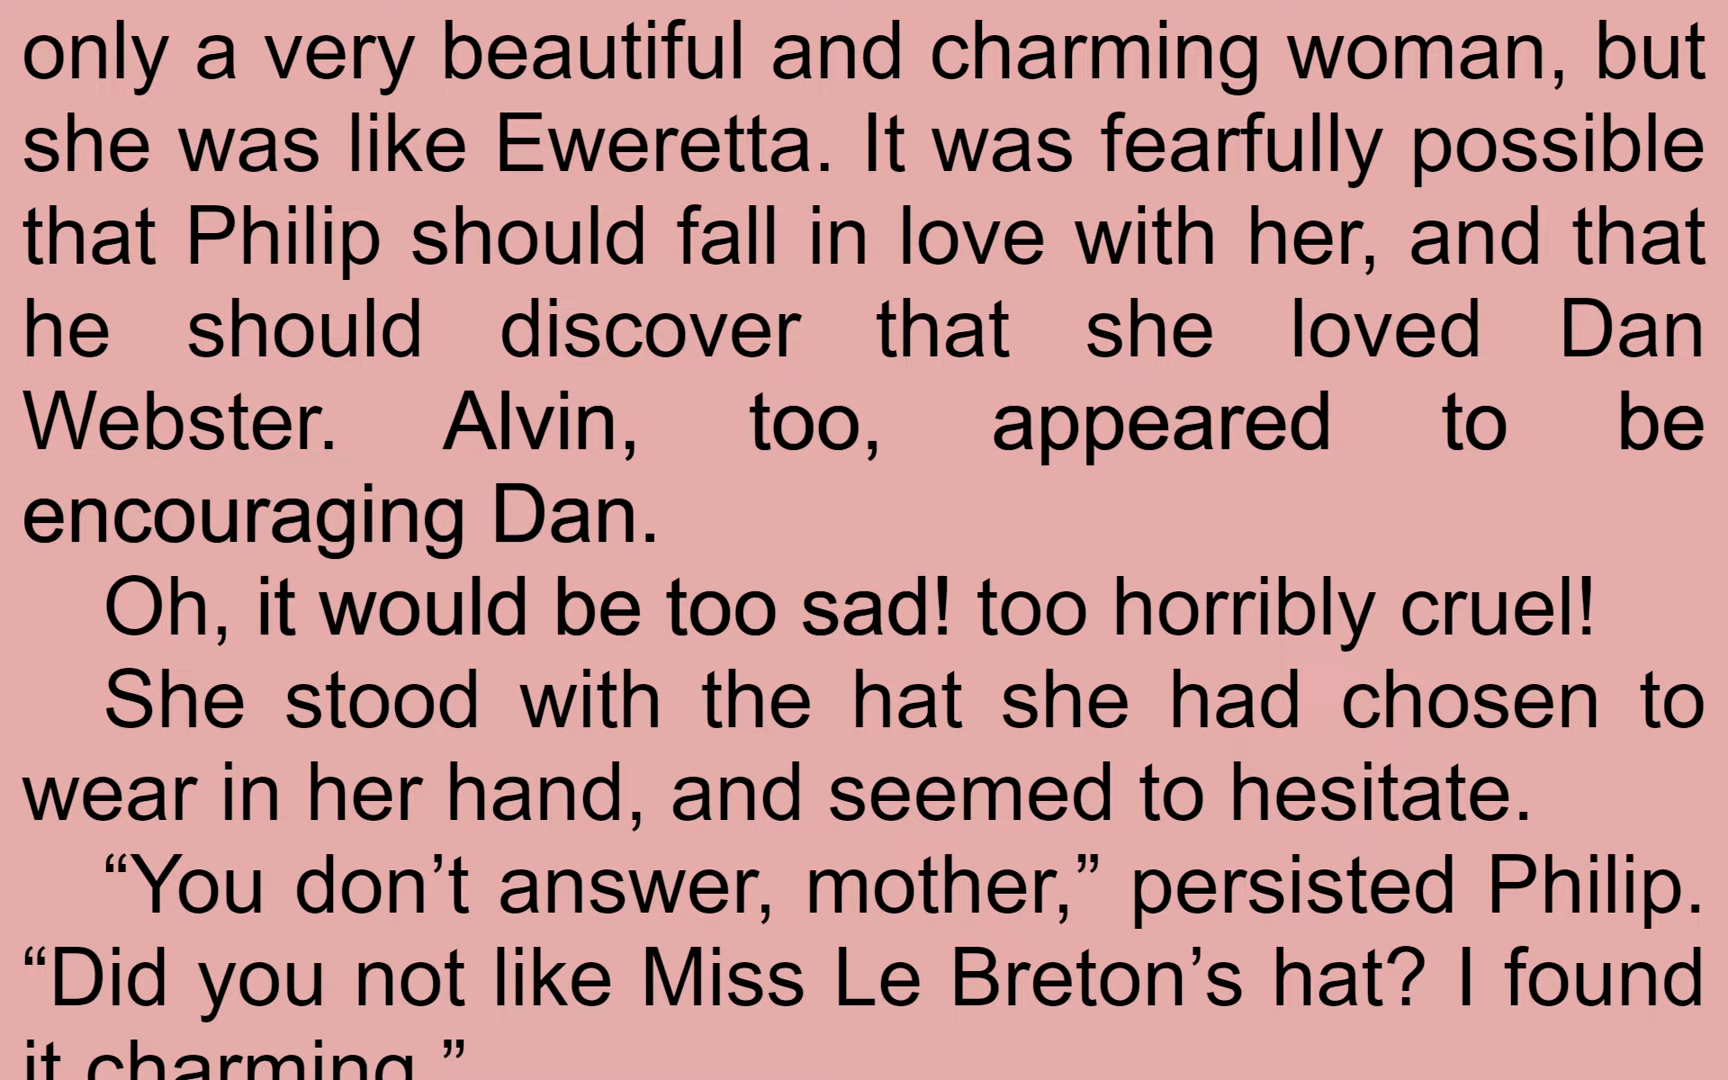 only a very beautiful and charming woman, but
she was like Eweretta. It was fearfully possible
that Philip should fall in love with her, and that
he should discover that she loved Dan
Webster. Alvin, too, appeared to be
encouraging Dan.
Oh, it would be too sad! too horribly cruel!
She stood with the hat she had chosen to
wear in her hand, and seemed to hesitate.
“You don’t answer, mother,” persisted Philip.
“Did you not like Miss Le Breton’s hat? I found
it charming.”